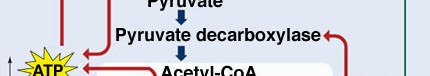 Pyruvate
Pyruvate decarboxylase
ATP
Acetyl-CoA